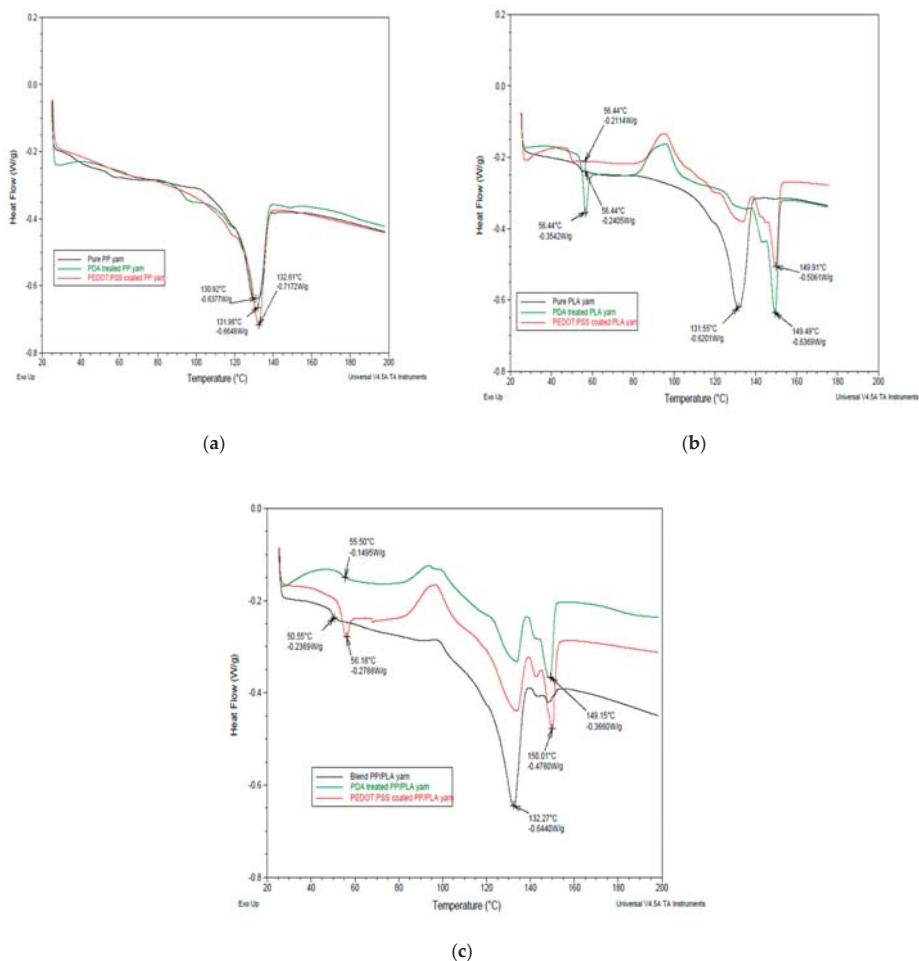 0.2
0.0
-0.2
-0.4
-0.6
-0.8
Heat Flow (W/g)
Pure PP yarn
PDA treated PP yarn
PEDOT:PSS coated PP yarn
130.92°C
-0.6377W/g
131.98°C
-0.6648W/g
132.61°C
-0.7172W/g
20 40 60 80 100 120 140 160 180 200
Exo Up
Temperature (°C)
Universal V4.5A TA Instruments
(a)
0.2
0.0
-0.2
-0.4
-0.6
-0.8
Heat Flow (W/g)
56.44°C
-0.2114W/g
56.44°C
-0.2405W/g
56.44°C
-0.3542W/g
Pure PLA yarn
PDA treated PLA yarn
PEDOT:PSS coated PLA yarn
131.55°C
-0.6201W/g
149.91°C
-0.5061W/g
149.49°C
-0.6369W/g
20 40 60 80 100 120 140 160 180 200
Exo Up
Temperature (°C)
Universal V4.5A TA Instruments
(b)
0.0
-0.2
-0.4
-0.6
-0.8
Heat Flow (W/g)
55.50°C
-0.1495W/g
50.55°C
-0.2369W/g
56.18°C
-0.2788W/g
149.15°C
-0.3660W/g
150.01°C
-0.4780W/g
Blend PP/PLA yarn
PDA treated PP/PLA yarn
PEDOT:PSS coated PP/PLA yarn
132.27°C
-0.6440W/g
20 40 60 80 100 120 140 160 180 200
Exo Up
Temperature (°C)
Universal V4.5A TA Instruments
(c)